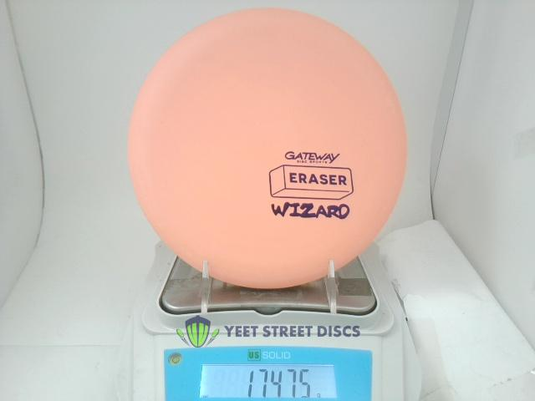 GATEWAY
DISC SPORTS
ERASER
WIZARD
YEET STREET DISCS
US SOLID
174.75